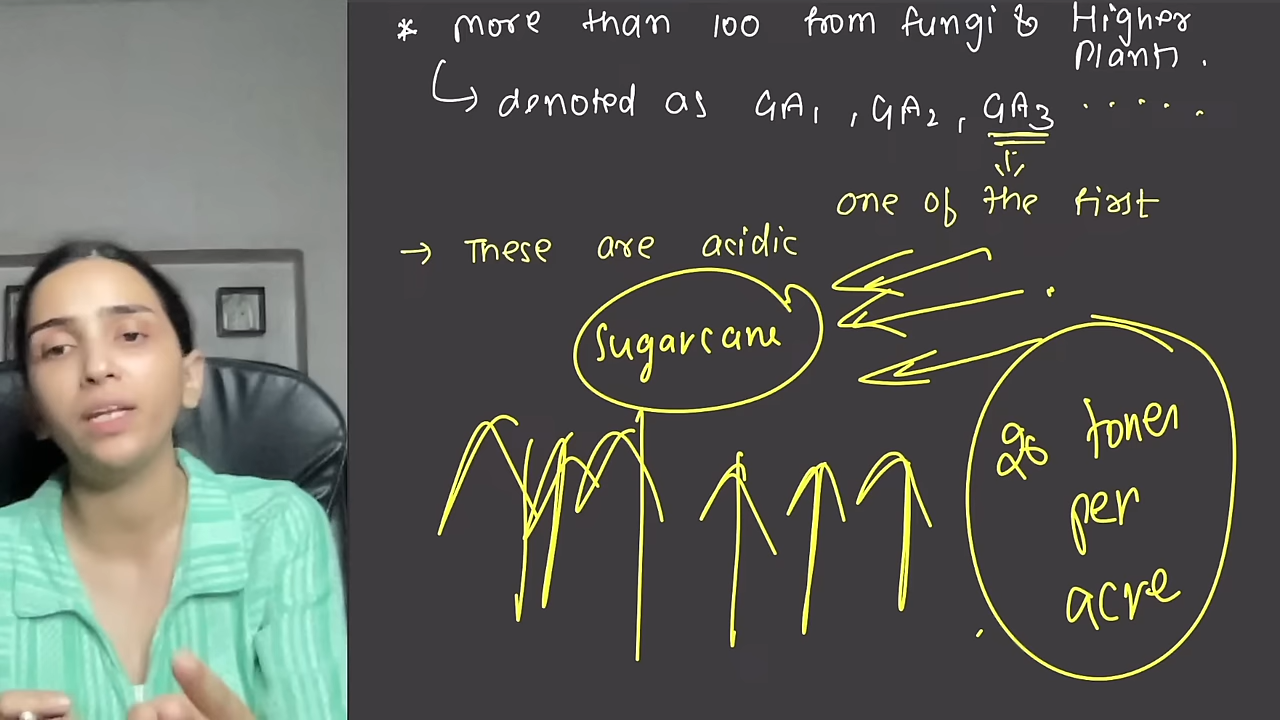 * more than 100 from fungi & Higher Plants.
↳ denoted as GA₁, GA₂, GA₃ .....
one of the first
→ These are acidic
Sugarcane
20 tones
per
acre